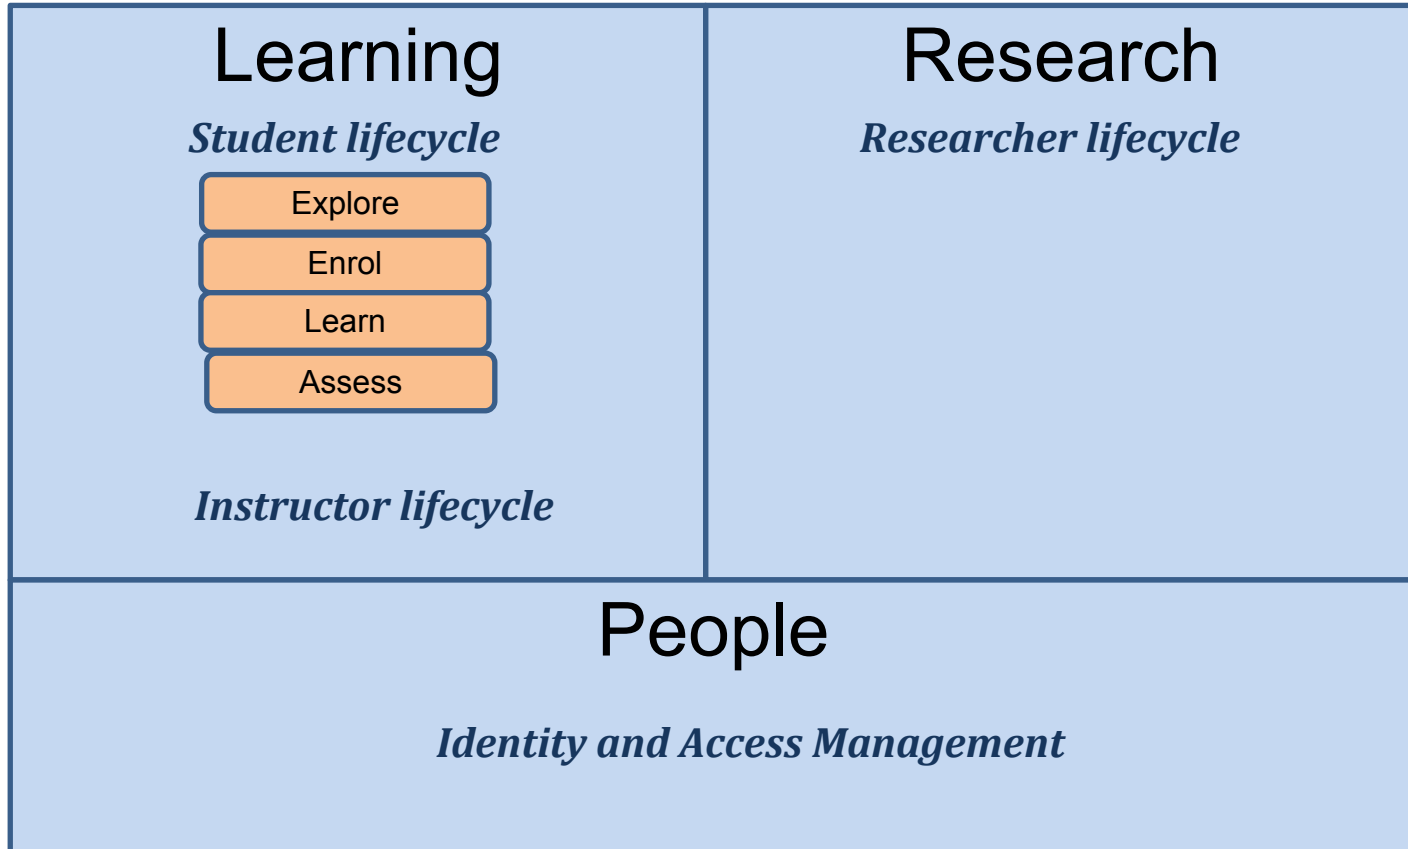 Learning
Student lifecycle
Explore
Enrol
Learn
Assess
Instructor lifecycle
Research
Researcher lifecycle
People
Identity and Access Management